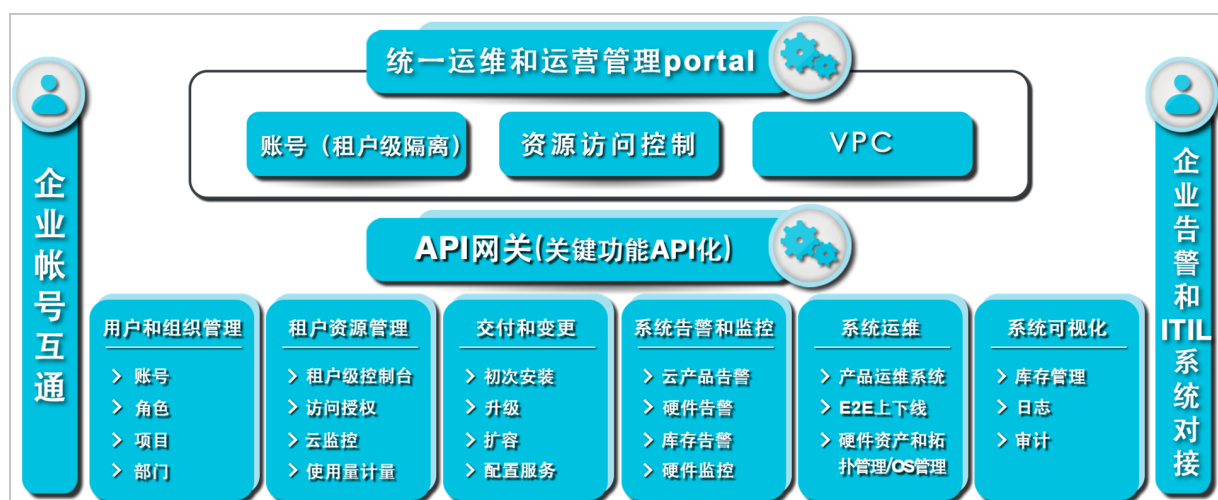 统一运维和运营管理portal
账号（租户级隔离）
资源访问控制
VPC
API网关(关键功能API化)
企业帐号互通
用户和组织管理
账号
角色
项目
部门
租户资源管理
租户级控制台
访问授权
云监控
使用量计量
交付和变更
初次安装
升级
扩容
配置服务
系统告警和监控
云产品告警
硬件告警
库存告警
硬件监控
系统运维
产品运维系统
E2E上下线
硬件资产和拓
扑管理/OS管理
系统可视化
库存管理
日志
审计
企业告警和ITIL系统对接